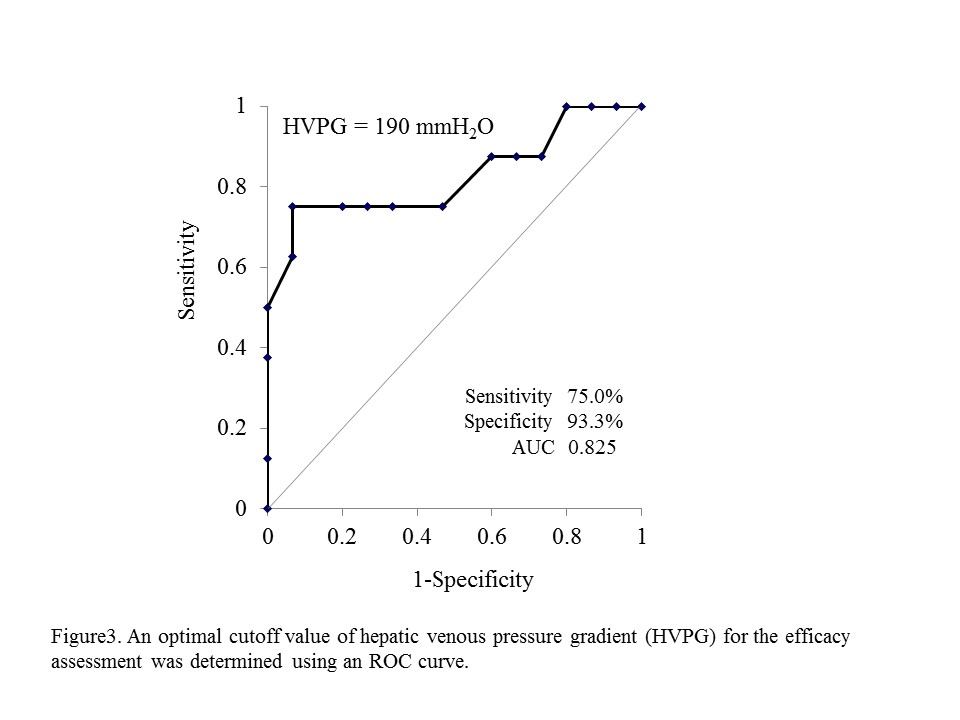 1
HVPG = 190 mmH₂O
0.8
0.6
Sensitivity
0.4
Sensitivity 75.0%
Specificity 93.3%
0.2
AUC 0.825
0
0 0.2 0.4 0.6 0.8 1
1-Specificity
Figure3. An optimal cutoff value of hepatic venous pressure gradient (HVPG) for the efficacy
assessment was determined using an ROC curve.